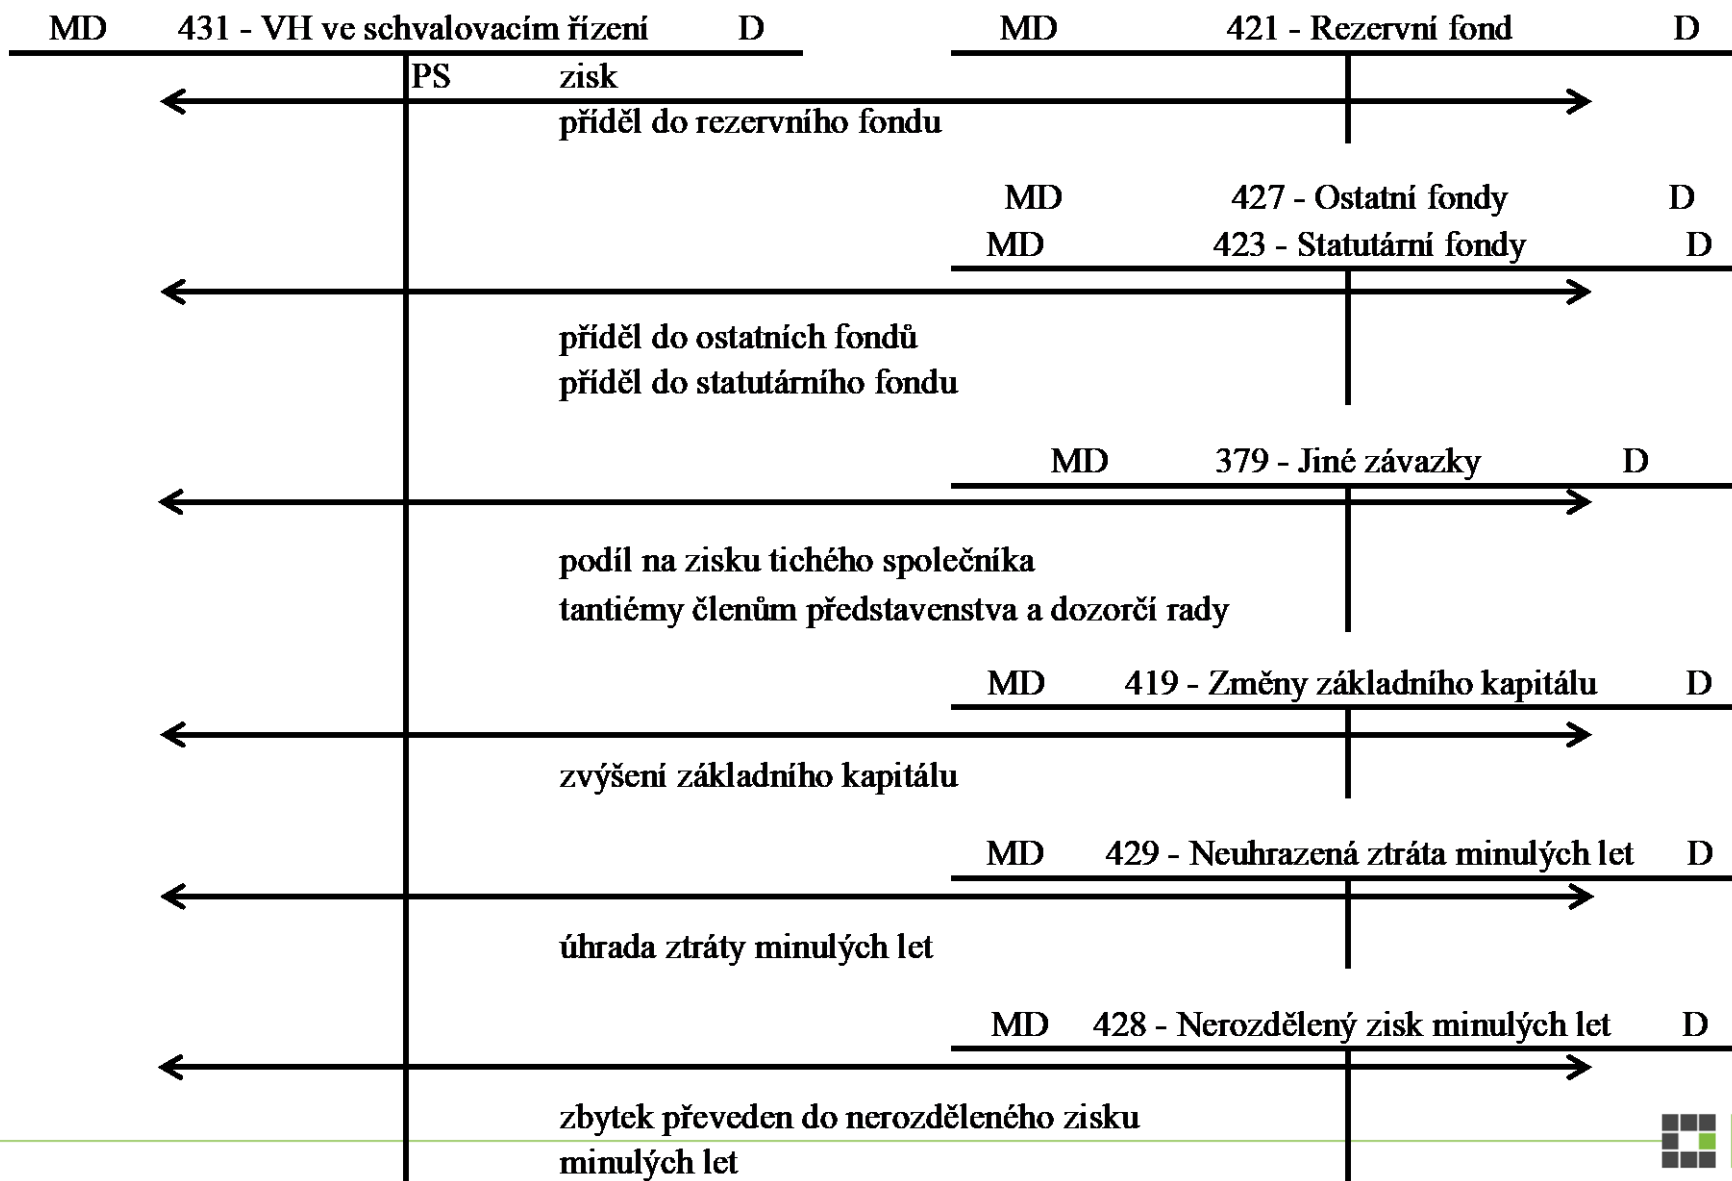 MD 431 - VH ve schvalovacím řízení D MD 421 - Rezervní fond D
PS zisk
příděl do rezervního fondu
MD 427 - Ostatní fondy D
MD 423 - Statutární fondy D
příděl do ostatních fondů
příděl do statutárního fondu
MD 379 - Jiné závazky D
podíl na zisku tichého společníka
tantiémy členům představenstva a dozorčí rady
MD 419 - Změny základního kapitálu D
zvýšení základního kapitálu
MD 429 - Neuhrazená ztráta minulých let D
úhrada ztráty minulých let
MD 428 - Nerozdělený zisk minulých let D
zbytek převeden do nerozděleného zisku
minulých let